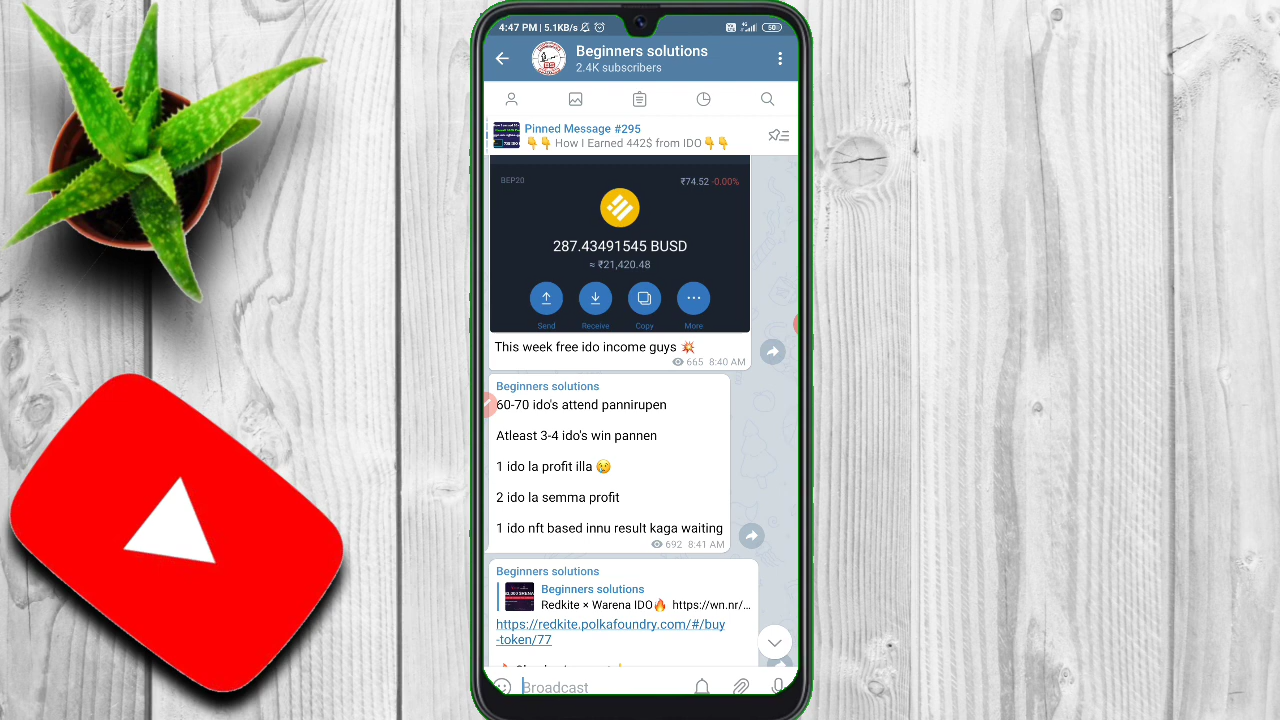 4:47 PM | 5.1KB/s
50
Beginners solutions
2.4K subscribers
Pinned Message #295
👇👇 How I Earned 442$ from IDO👇👇
BEP20
₹74.52 -0.00%
287.43491545 BUSD
≈ ₹21,420.48
Send Receive Copy More
This week free ido income guys 💥
665 8:40 AM
Beginners solutions
60-70 ido's attend pannirupen
Atleast 3-4 ido's win pannen
1 ido la profit illa 🥲
2 ido la semma profit
1 ido nft based innu result kaga waiting
692 8:41 AM
Beginners solutions
Beginners solutions
Redkite × Warena IDO🔥 https://wn.nr/...
https://redkite.polkafoundry.com/#/buy
-token/77
Broadcast